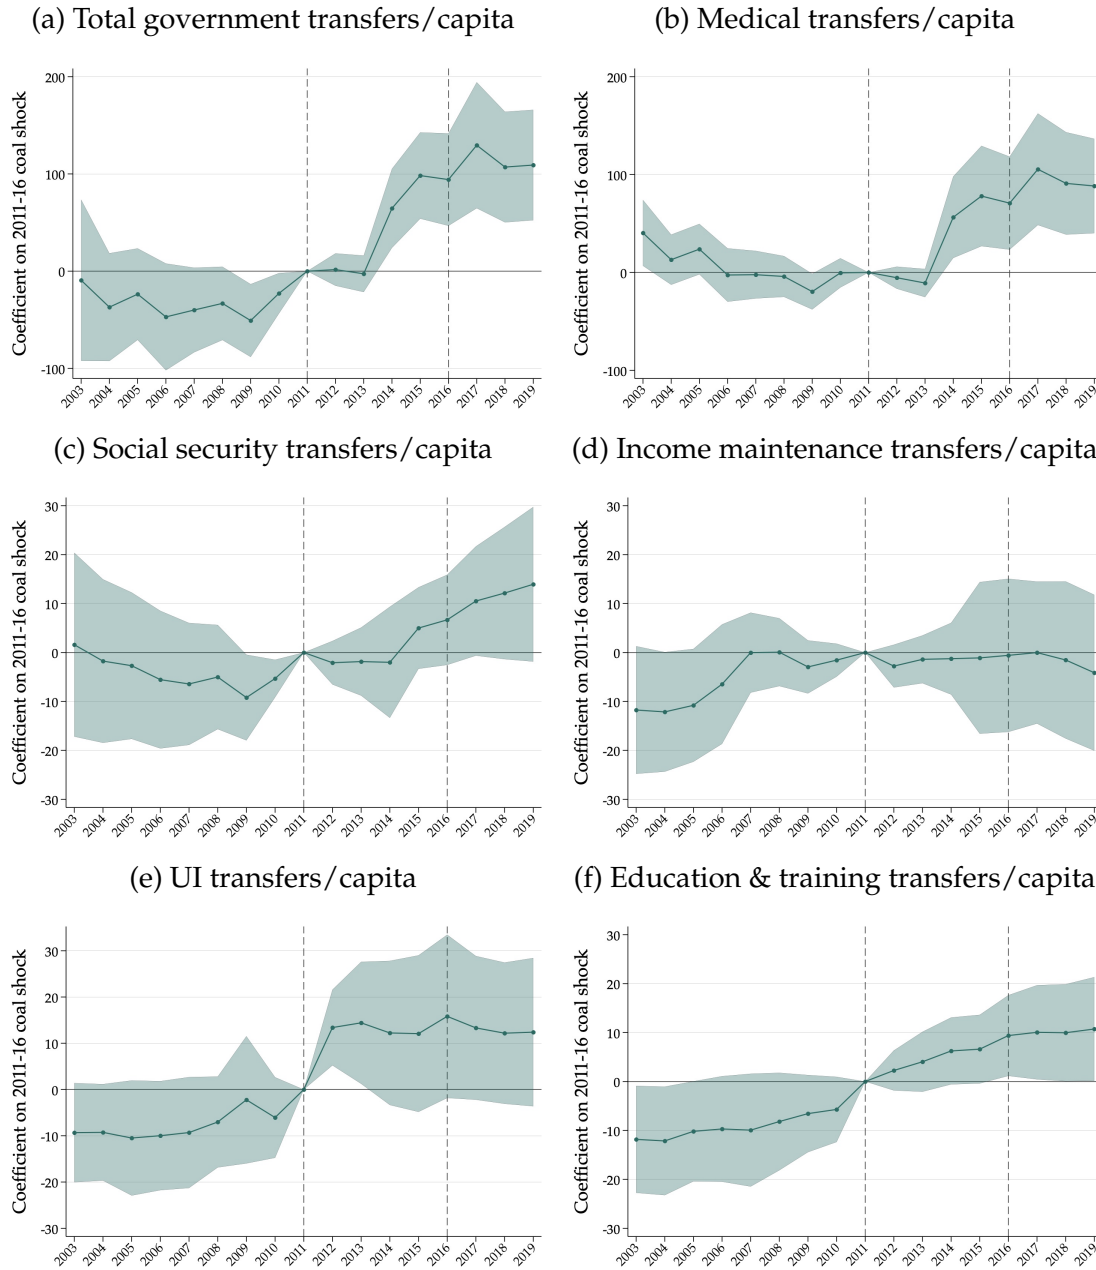 (a) Total government transfers/capita
Coefficient on 2011-16 coal shock
200
100
0
-100
2003 2004 2005 2006 2007 2008 2009 2010 2011 2012 2013 2014 2015 2016 2017 2018 2019
(b) Medical transfers/capita
Coefficient on 2011-16 coal shock
200
100
0
-100
2003 2004 2005 2006 2007 2008 2009 2010 2011 2012 2013 2014 2015 2016 2017 2018 2019
(c) Social security transfers/capita
Coefficient on 2011-16 coal shock
30
20
10
0
-10
-20
-30
2003 2004 2005 2006 2007 2008 2009 2010 2011 2012 2013 2014 2015 2016 2017 2018 2019
(d) Income maintenance transfers/capita
Coefficient on 2011-16 coal shock
30
20
10
0
-10
-20
-30
2003 2004 2005 2006 2007 2008 2009 2010 2011 2012 2013 2014 2015 2016 2017 2018 2019
(e) UI transfers/capita
Coefficient on 2011-16 coal shock
30
20
10
0
-10
-20
-30
2003 2004 2005 2006 2007 2008 2009 2010 2011 2012 2013 2014 2015 2016 2017 2018 2019
(f) Education & training transfers/capita
Coefficient on 2011-16 coal shock
30
20
10
0
-10
-20
-30
2003 2004 2005 2006 2007 2008 2009 2010 2011 2012 2013 2014 2015 2016 2017 2018 2019